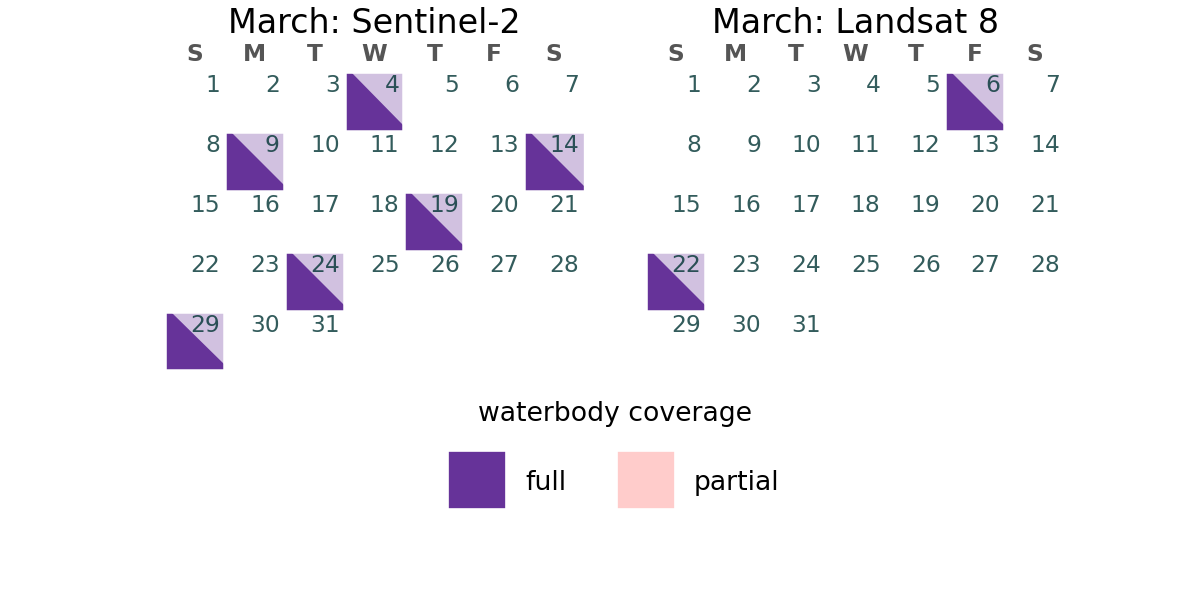 March: Sentinel-2
S M T W T F S
1 2 3 4 5 6 7
8 9 10 11 12 13 14
15 16 17 18 19 20 21
22 23 24 25 26 27 28
29 30 31
March: Landsat 8
S M T W T F S
1 2 3 4 5 6 7
8 9 10 11 12 13 14
15 16 17 18 19 20 21
22 23 24 25 26 27 28
29 30 31
waterbody coverage
full partial